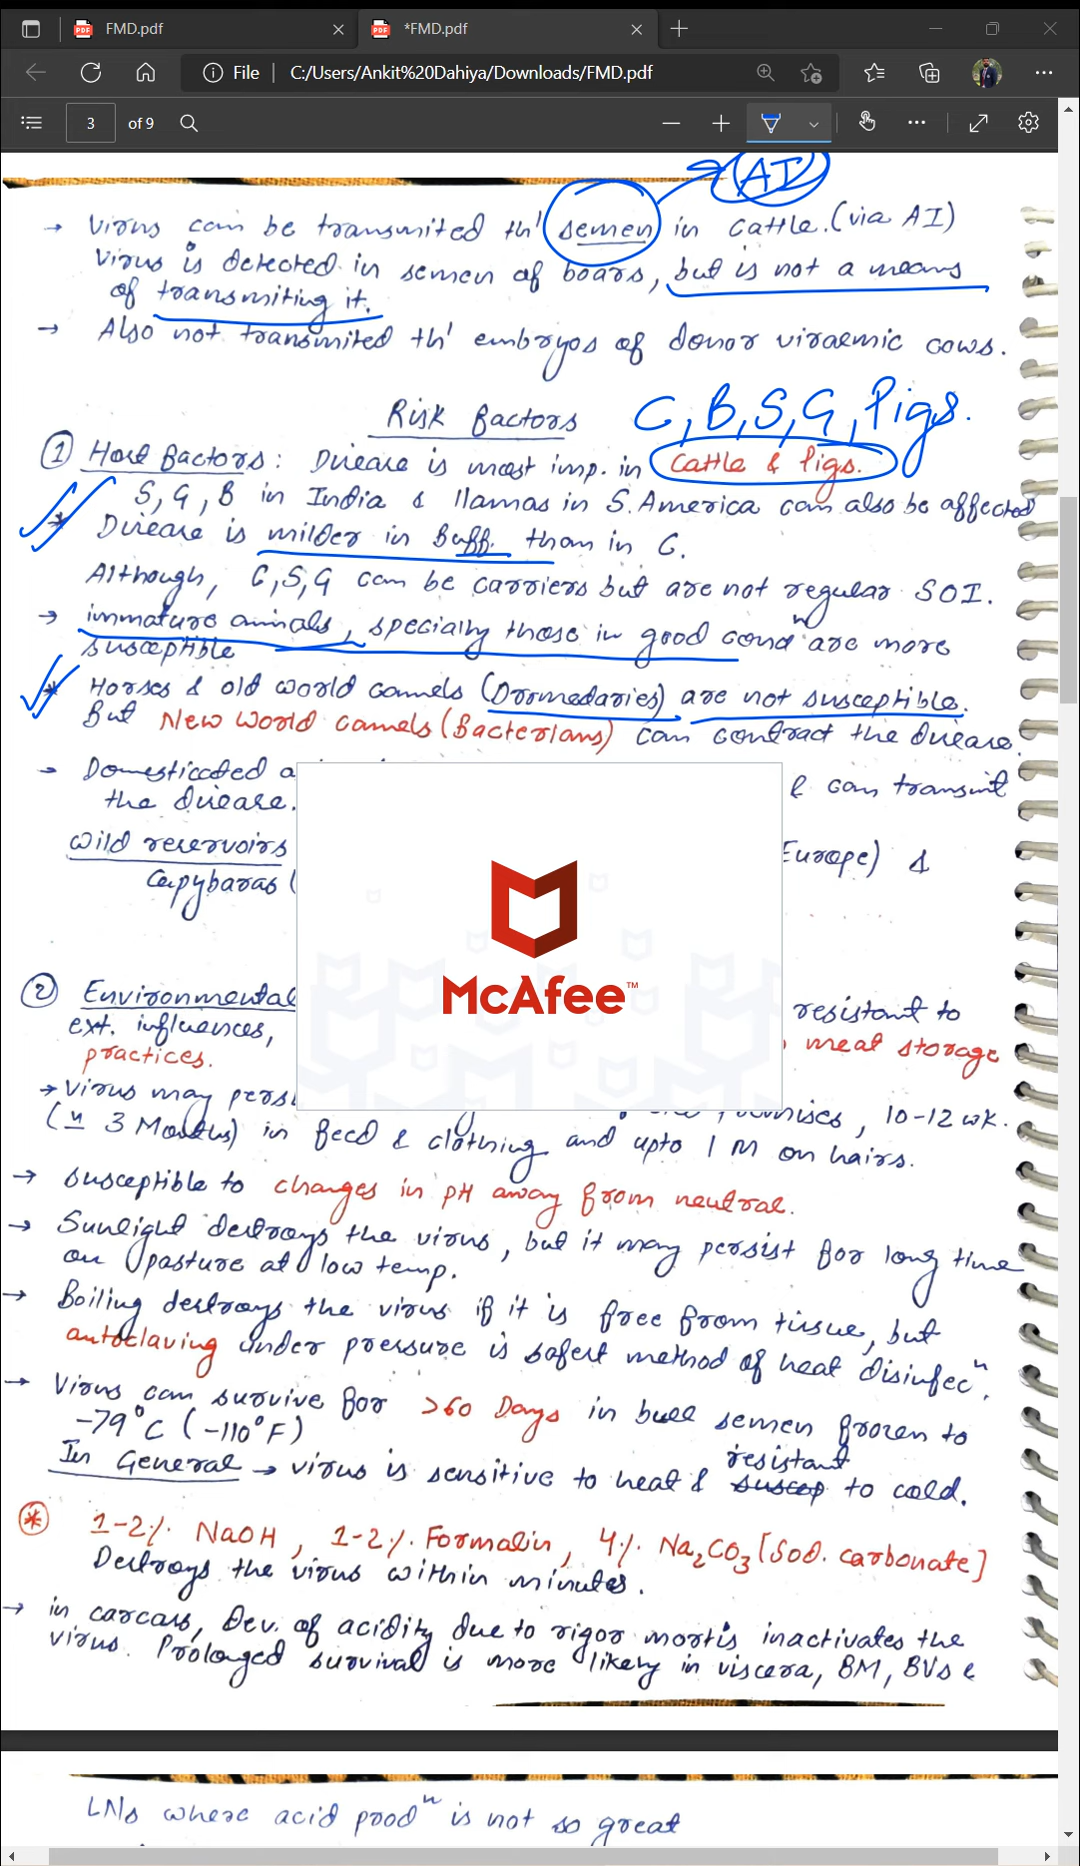 FMD.pdf
*FMD.pdf
File
C:/Users/Ankit%20Dahiya/Downloads/FMD.pdf
3 of 9
AI
→ Virus can be transmited th' semen in cattle. (via AI)
Virus is detected in semen of boars, but is not a means
of transmiting it.
→ Also not transmited th' embryos of donor viraemic cows.
Risk factors
C, B, S, G, Pigs.
① Host factors: Disease is most imp. in Cattle & Pigs.
S, G, B in India & llamas in S. America can also be affected
* Disease is milder in Buff. than in C.
Although, C, S, G can be carriers but are not regular SOI.
→ immature animals, specially those in good condⁿ are more
susceptible
* Horses & old world camels (Dromedaries) are not susceptible.
But New World camels (Bacterians) can contract the disease.
→ Domesticated a
& can transmit
the disease.
wild reservoirs
Europe) &
Capybaras (
McAfee™
② Environmental
resistant to
ext. influences,
, meat storage
practices.
→ Virus may persi
premises, 10-12 wk.
3 Months) in feed & clothing and upto 1 M on hairs.
→ susceptible to changes in pH away from neutral.
→ Sunlight destroys the virus, but it may persist for long time
on pasture at low temp.
→ Boiling destroys the virus if it is free from tissue, but
autoclaving under pressure is safest method of heat disinfecⁿ.
→ Virus can survive for >60 Days in bull semen frozen to
-79°C (-110°F)
In General → virus is sensitive to heat & resistant to cold.
* 1-2% NaOH, 1-2% Formalin, 4% Na₂CO₃ [Sod. carbonate]
Destroys the virus within minutes.
→ in carcass, Dev. of acidity due to rigor mortis inactivates the
virus. Prolonged survival is more likely in viscera, BM, BVs &
LNs where acid prodⁿ is not so great